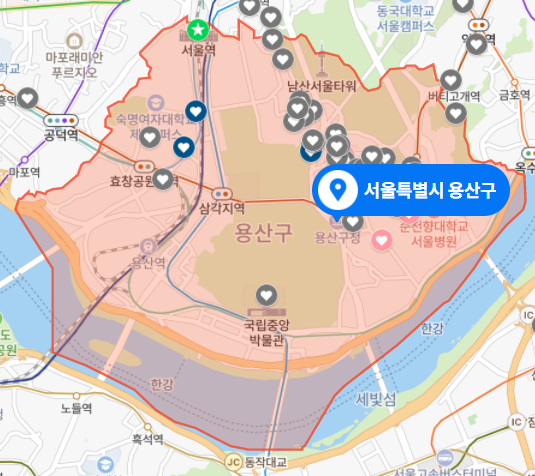 동국대학교
서울캠퍼스
마포래미안
푸르지오
서울역
남산서울타워
버티고개역
금호역
숙명여자대학교
제
퍼스
공덕역
마포역
효창공원
역
삼각지역
서울특별시 용산구
용산구
용산구청
순천향대학교
서울병원
용산역
국립중앙
박물관
한강
한강
공원
노들역
세빛섬
흑석역
JC
동작대교
IC
IC
서울고속버스터미널